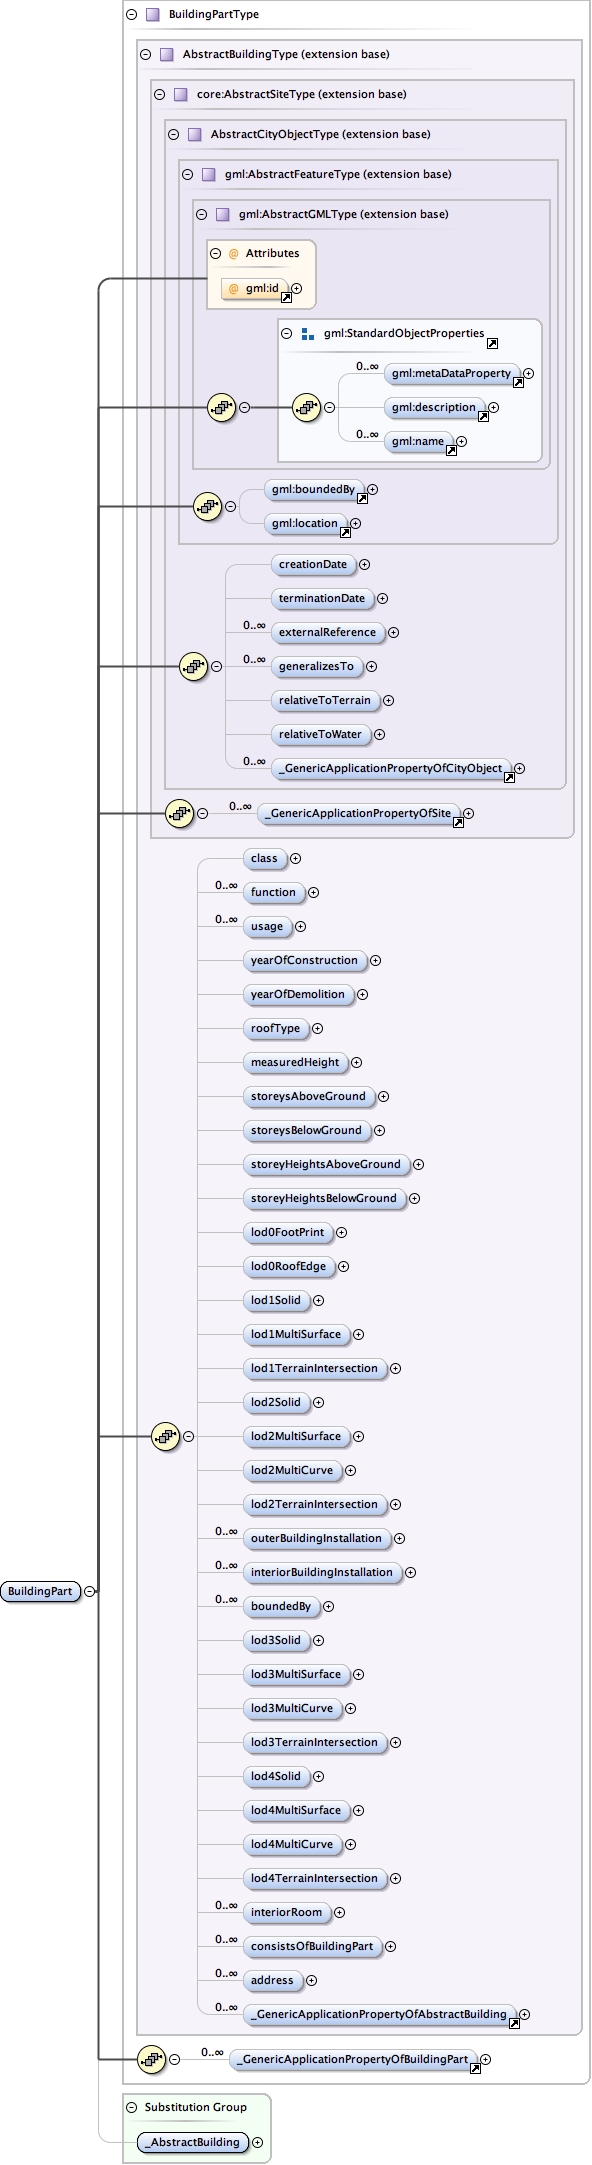 BuildingPartType
AbstractBuildingType (extension base)
core:AbstractSiteType (extension base)
AbstractCityObjectType (extension base)
gml:AbstractFeatureType (extension base)
gml:AbstractGMLType (extension base)
@ Attributes
@ gml:id
gml:StandardObjectProperties
0..∞ gml:metaDataProperty
gml:description
0..∞ gml:name
gml:boundedBy
gml:location
creationDate
terminationDate
0..∞ externalReference
0..∞ generalizesTo
relativeToTerrain
relativeToWater
0..∞ _GenericApplicationPropertyOfCityObject
0..∞ _GenericApplicationPropertyOfSite
class
0..∞ function
0..∞ usage
yearOfConstruction
yearOfDemolition
roofType
measuredHeight
storeysAboveGround
storeysBelowGround
storeyHeightsAboveGround
storeyHeightsBelowGround
lod0FootPrint
lod0RoofEdge
lod1Solid
lod1MultiSurface
lod1TerrainIntersection
lod2Solid
lod2MultiSurface
lod2MultiCurve
lod2TerrainIntersection
0..∞ outerBuildingInstallation
0..∞ interiorBuildingInstallation
BuildingPart
0..∞ boundedBy
lod3Solid
lod3MultiSurface
lod3MultiCurve
lod3TerrainIntersection
lod4Solid
lod4MultiSurface
lod4MultiCurve
lod4TerrainIntersection
0..∞ interiorRoom
0..∞ consistsOfBuildingPart
0..∞ address
0..∞ _GenericApplicationPropertyOfAbstractBuilding
0..∞ _GenericApplicationPropertyOfBuildingPart
Substitution Group
_AbstractBuilding